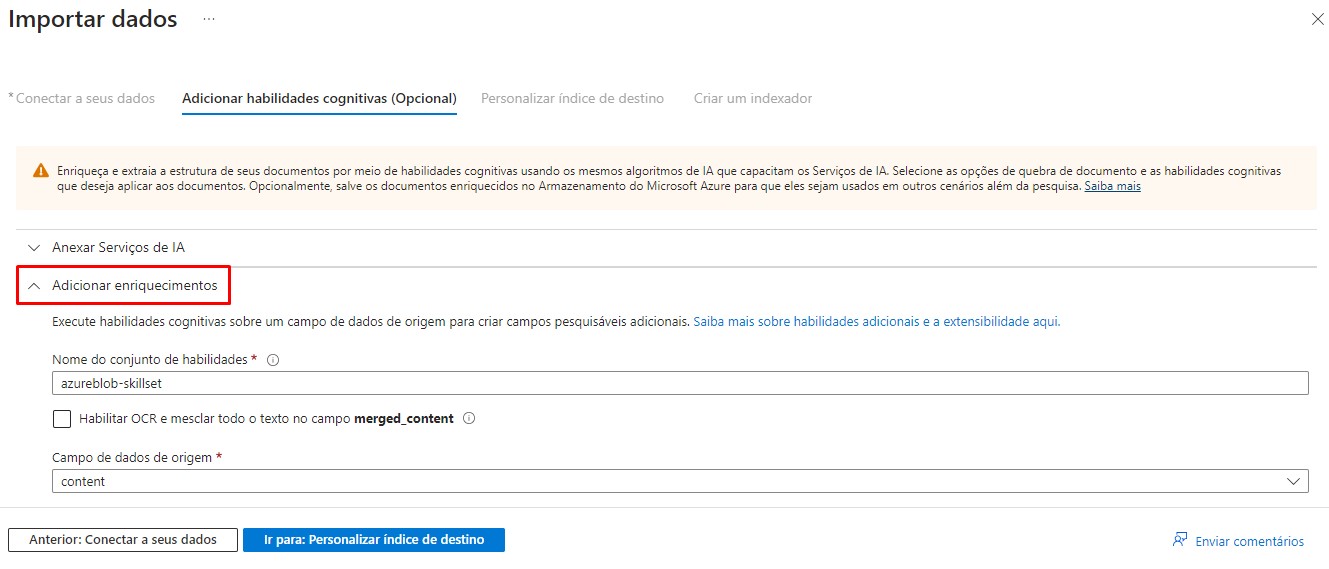 Importar dados ...
* Conectar a seus dados Adicionar habilidades cognitivas (Opcional) Personalizar índice de destino Criar um indexador
Enriqueça e extraia a estrutura de seus documentos por meio de habilidades cognitivas usando os mesmos algoritmos de IA que capacitam os Serviços de IA. Selecione as opções de quebra de documento e as habilidades cognitivas
que deseja aplicar aos documentos. Opcionalmente, salve os documentos enriquecidos no Armazenamento do Microsoft Azure para que eles sejam usados em outros cenários além da pesquisa. Saiba mais
Anexar Serviços de IA
Adicionar enriquecimentos
Execute habilidades cognitivas sobre um campo de dados de origem para criar campos pesquisáveis adicionais. Saiba mais sobre habilidades adicionais e a extensibilidade aqui.
Nome do conjunto de habilidades *
azureblob-skillset
Habilitar OCR e mesclar todo o texto no campo merged_content
Campo de dados de origem *
content
Anterior: Conectar a seus dados Ir para: Personalizar índice de destino Enviar comentários